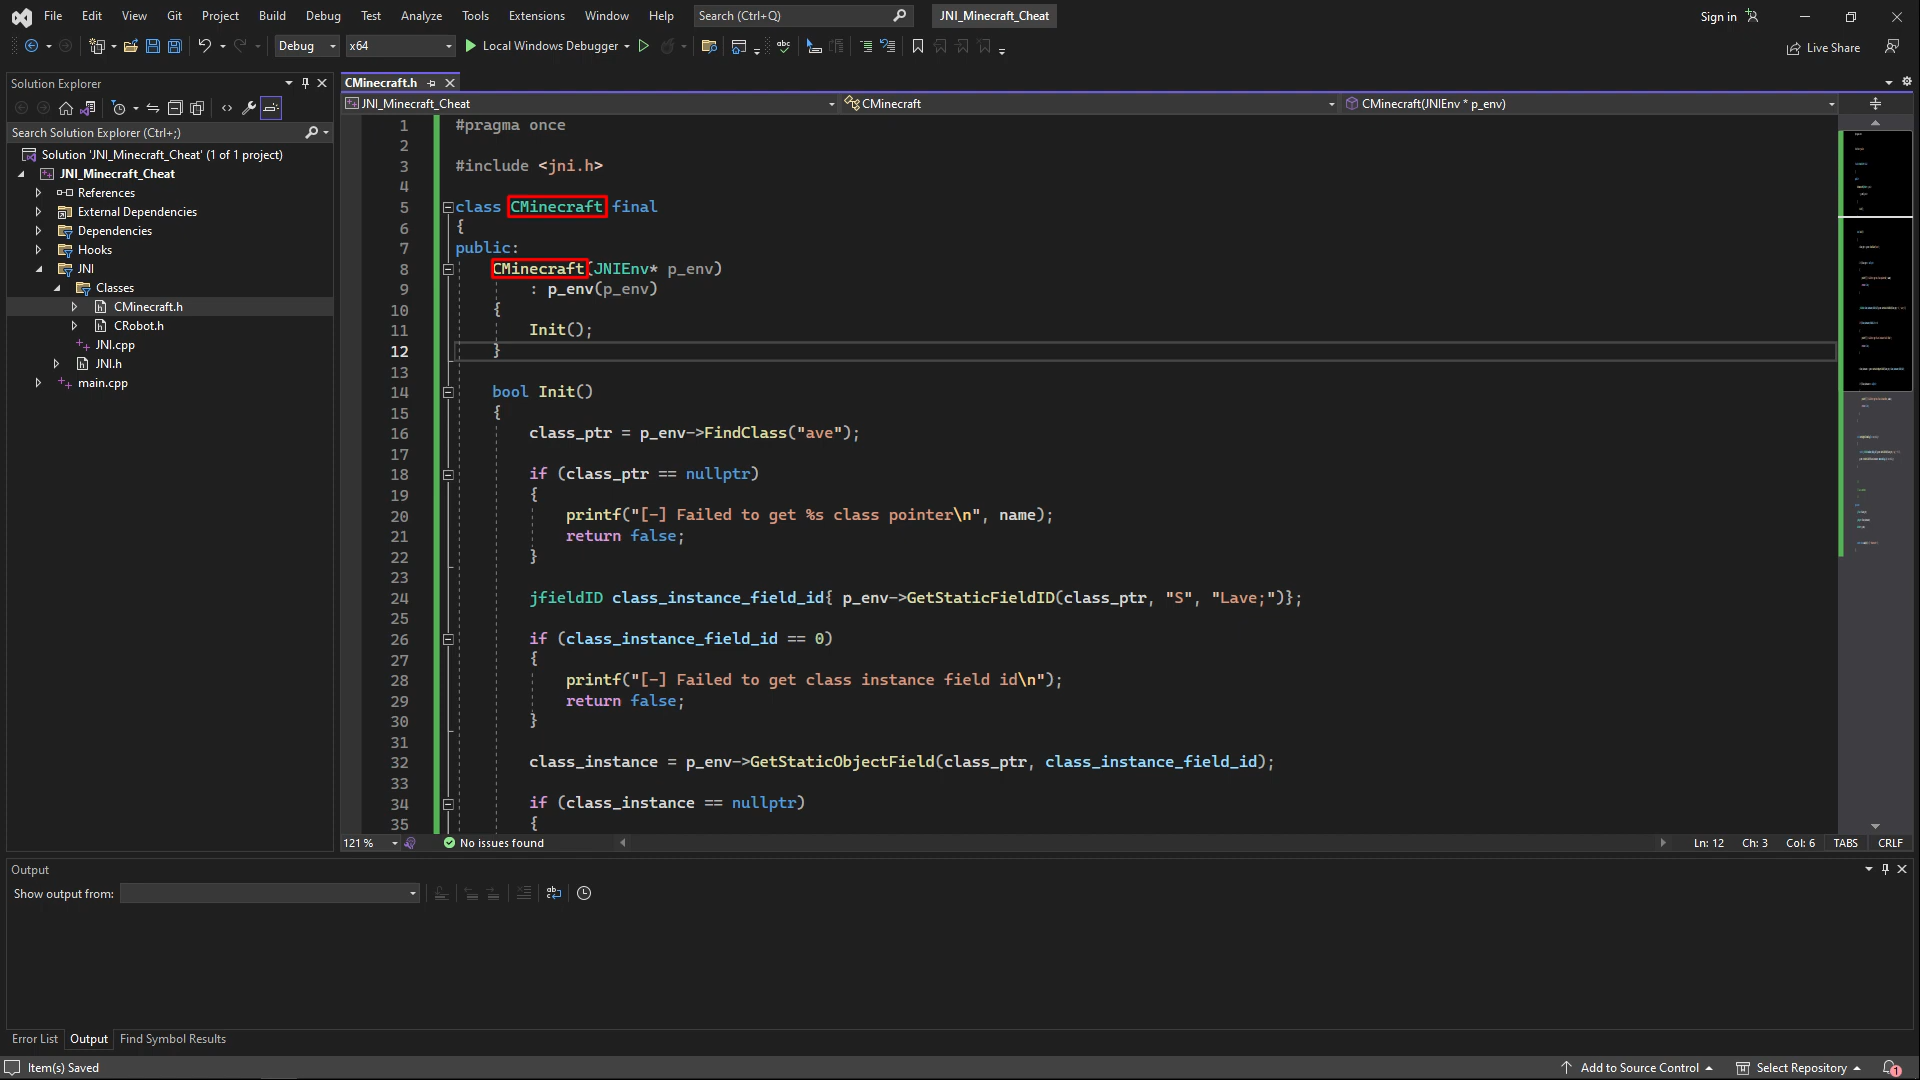 File Edit View Git Project Build Debug Test Analyze Tools Extensions Window Help Search (Ctrl+Q) JNI_Minecraft_Cheat Sign in
Debug x64 Local Windows Debugger Live Share
Solution Explorer
Search Solution Explorer (Ctrl+;)
Solution 'JNI_Minecraft_Cheat' (1 of 1 project)
JNI_Minecraft_Cheat
References
External Dependencies
Dependencies
Hooks
JNI
Classes
CMinecraft.h
CRobot.h
JNI.cpp
JNI.h
main.cpp
CMinecraft.h
JNI_Minecraft_Cheat CMinecraft CMinecraft(JNIEnv * p_env)
1 #pragma once
2
3 #include <jni.h>
4
5 class CMinecraft final
6 {
7 public:
8 CMinecraft(JNIEnv* p_env)
9 : p_env(p_env)
10 {
11 Init();
12 }
13
14 bool Init()
15 {
16 class_ptr = p_env->FindClass("ave");
17
18 if (class_ptr == nullptr)
19 {
20 printf("[-] Failed to get %s class pointer\n", name);
21 return false;
22 }
23
24 jfieldID class_instance_field_id{ p_env->GetStaticFieldID(class_ptr, "S", "Lave;")};
25
26 if (class_instance_field_id == 0)
27 {
28 printf("[-] Failed to get class instance field id\n");
29 return false;
30 }
31
32 class_instance = p_env->GetStaticObjectField(class_ptr, class_instance_field_id);
33
34 if (class_instance == nullptr)
35 {
121 % No issues found Ln: 12 Ch: 3 Col: 6 TABS CRLF
Output
Show output from:
Error List Output Find Symbol Results
Item(s) Saved Add to Source Control Select Repository 1